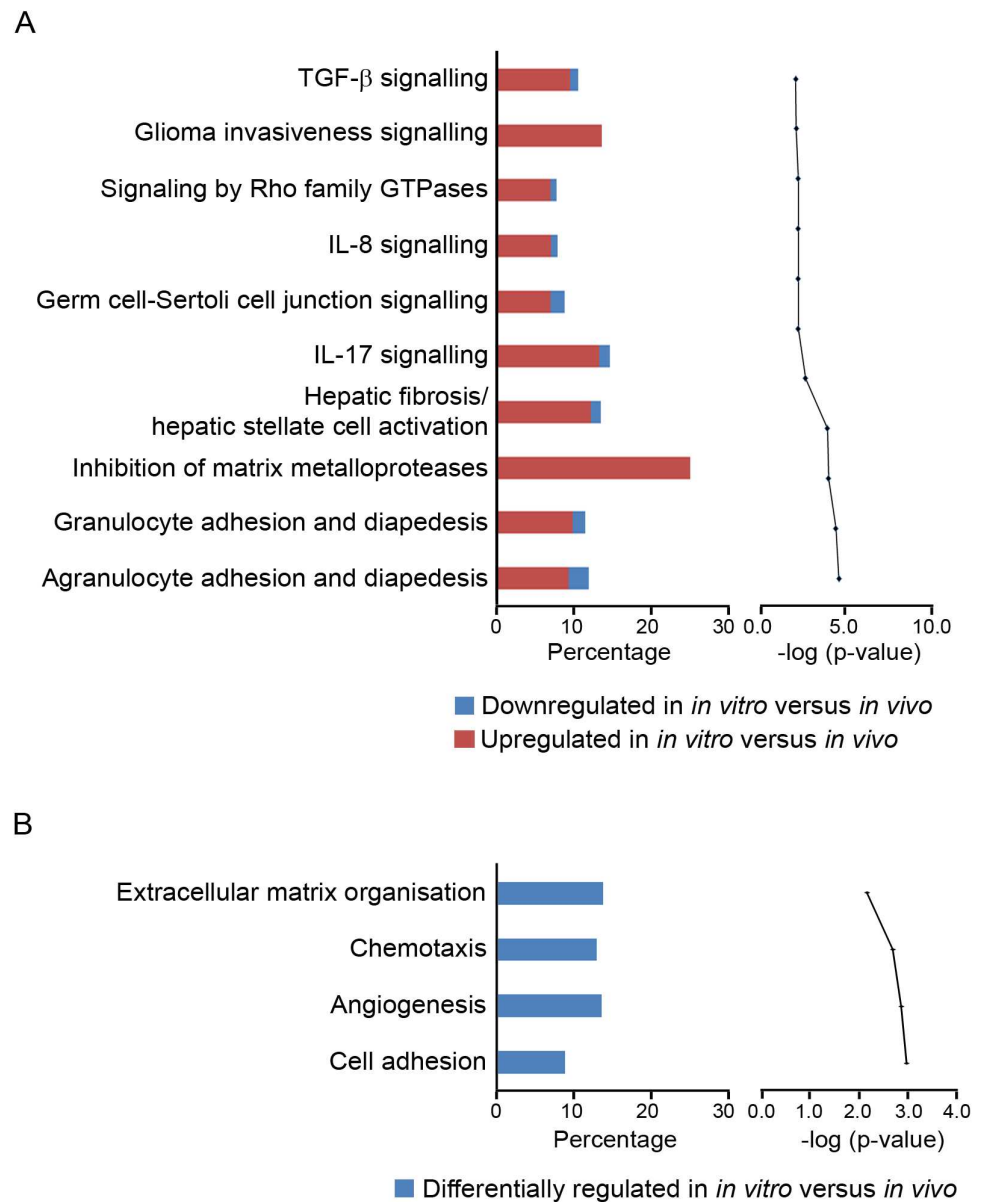 A
TGF-β signalling
Glioma invasiveness signalling
Signaling by Rho family GTPases
IL-8 signalling
Germ cell-Sertoli cell junction signalling
IL-17 signalling
Hepatic fibrosis/
hepatic stellate cell activation
Inhibition of matrix metalloproteases
Granulocyte adhesion and diapedesis
Agranulocyte adhesion and diapedesis
0 10 20 30 0.0 5.0 10.0
Percentage -log (p-value)
Downregulated in in vitro versus in vivo
Upregulated in in vitro versus in vivo
B
Extracellular matrix organisation
Chemotaxis
Angiogenesis
Cell adhesion
0 10 20 30 0.0 1.0 2.0 3.0 4.0
Percentage -log (p-value)
Differentially regulated in in vitro versus in vivo